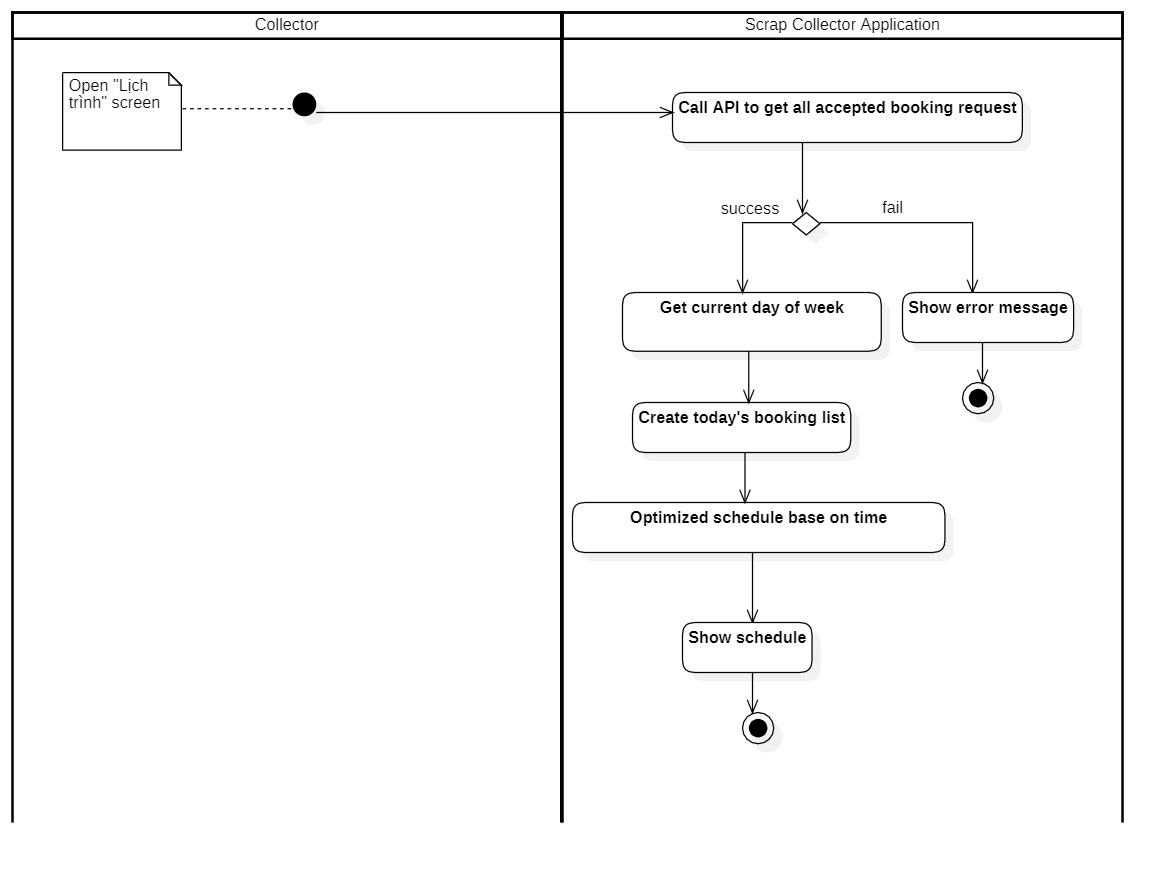 Collector
Scrap Collector Application
Open "Lịch
trình" screen
Call API to get all accepted booking request
success
fail
Get current day of week
Show error message
Create today's booking list
Optimized schedule base on time
Show schedule